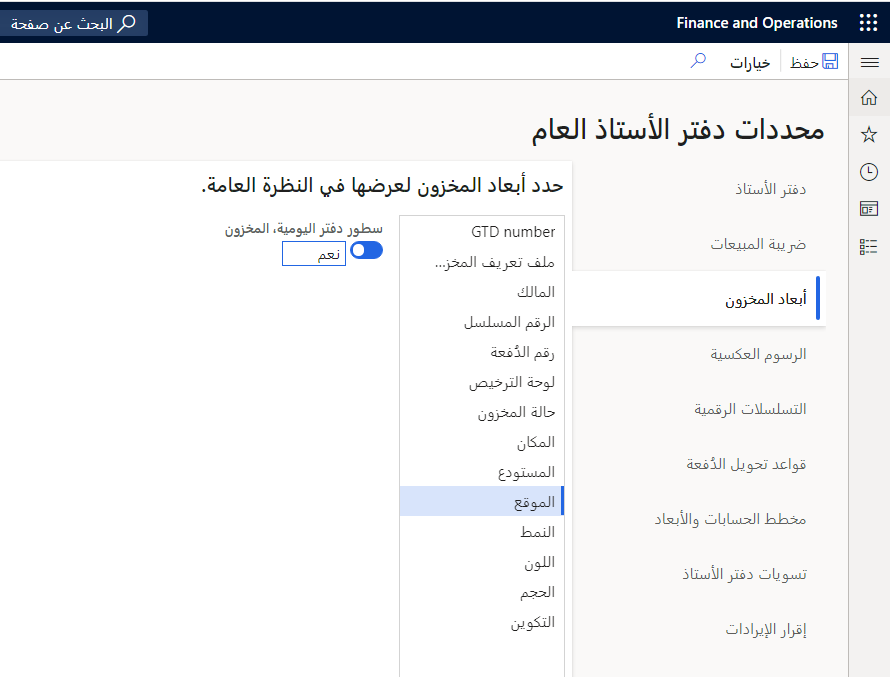 Finance and Operations
البحث عن صفحة
حفظ
خيارات
محددات دفتر الأستاذ العام
دفتر الأستاذ
ضريبة المبيعات
أبعاد المخزون
الرسوم العكسية
التسلسلات الرقمية
قواعد تحويل الدُفعة
مخطط الحسابات والأبعاد
تسويات دفتر الأستاذ
إقرار الإيرادات
حدد أبعاد المخزون لعرضها في النظرة العامة.
GTD number
ملف تعريف المخز...
المالك
الرقم المسلسل
رقم الدُفعة
لوحة الترخيص
حالة المخزون
المكان
المستودع
الموقع
النمط
اللون
الحجم
التكوين
سطور دفتر اليومية، المخزون
نعم